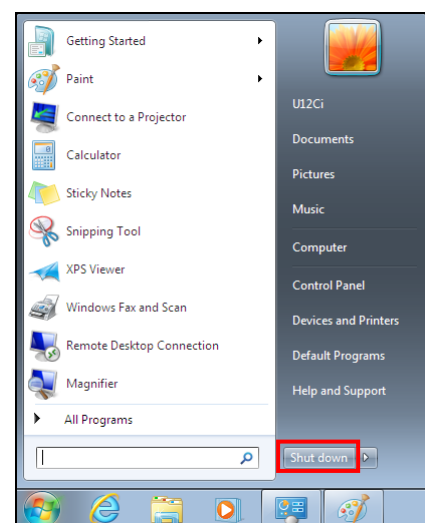 Getting Started
Paint
Connect to a Projector
Calculator
Sticky Notes
Snipping Tool
XPS Viewer
Windows Fax and Scan
Remote Desktop Connection
Magnifier
All Programs
U12Ci
Documents
Pictures
Music
Computer
Control Panel
Devices and Printers
Default Programs
Help and Support
Shut down